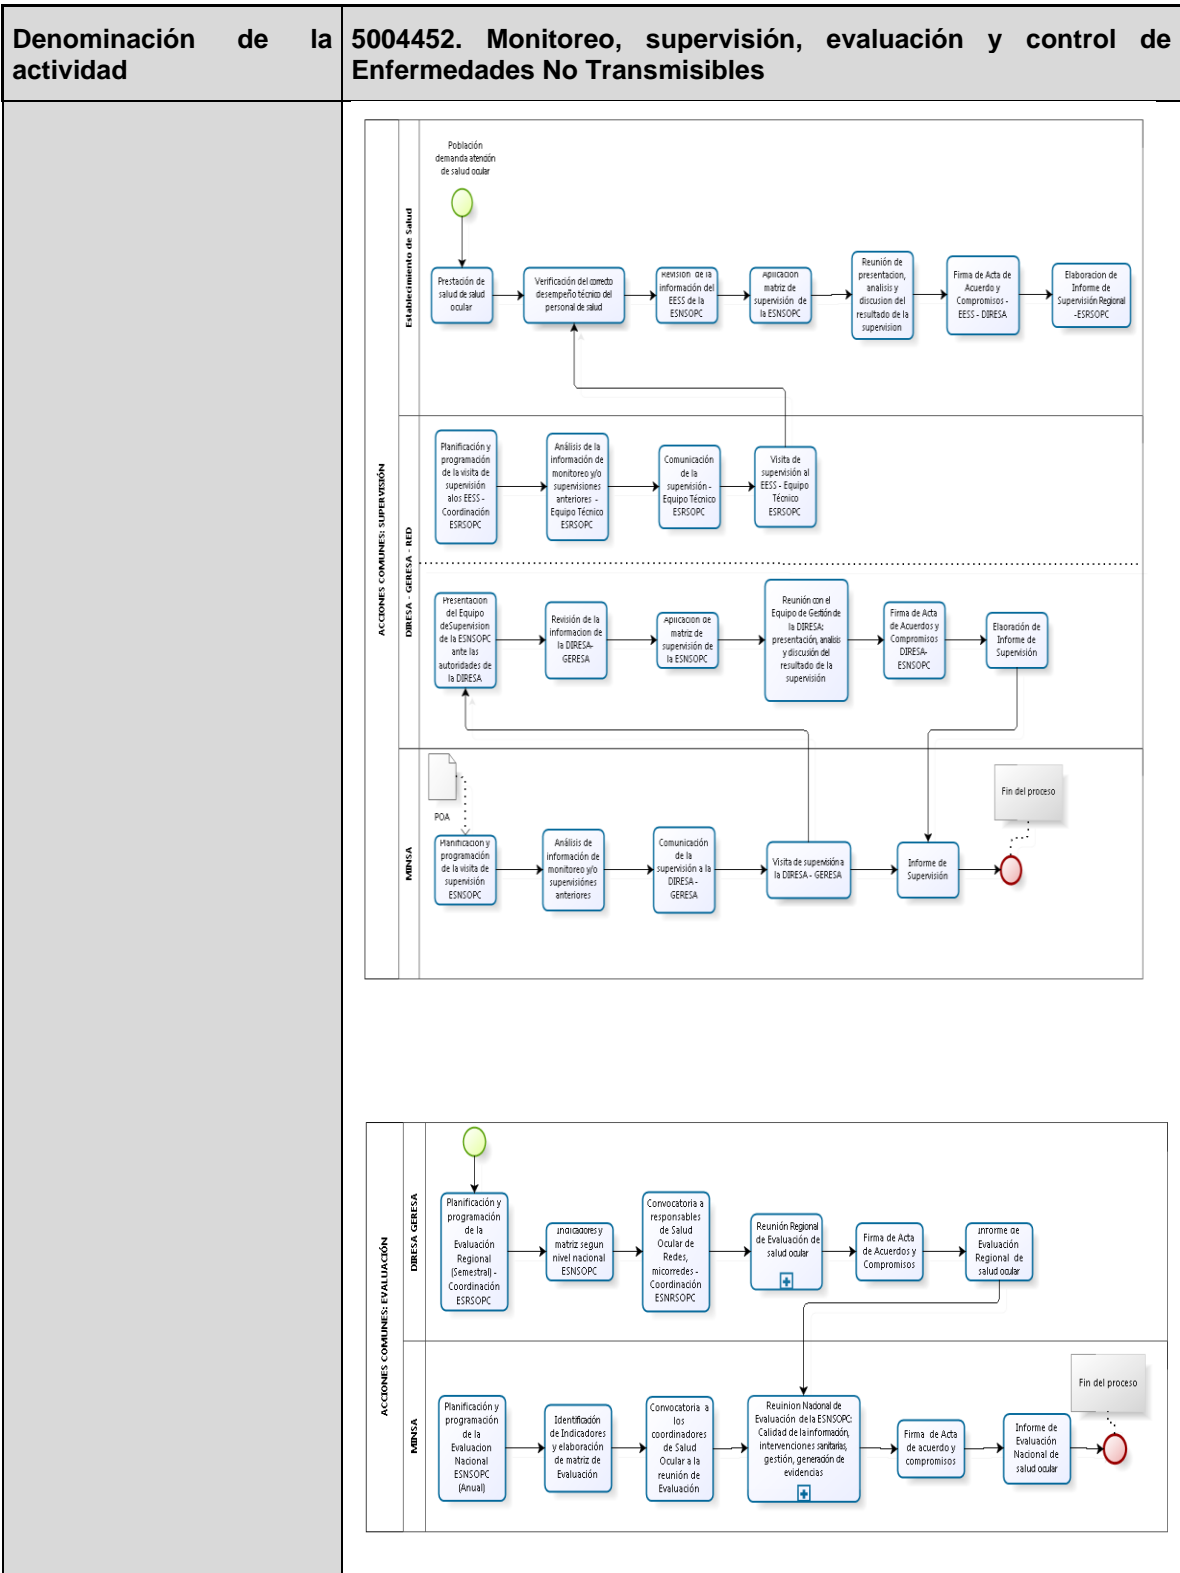 Denominación de la
actividad
5004452. Monitoreo, supervisión, evaluación y control de
Enfermedades No Transmisibles
ACCIONES COMUNES: SUPERVISIÓN
Establecimiento de Salud
Población
demanda atención
de salud ocular
Prestación de
salud de salud
ocular
Verificación del correcto
desempeño técnico del
personal de salud
Revisión de la
información del
EESS de la
ESNSOPC
Aplicación
matriz de
supervisión de
la ESNSOPC
Reunión de
presentacion,
analisis y
discusion del
resultado de la
supervision
Firma de Acta de
Acuerdo y
Compromisos -
EESS - DIRESA
Elaboracion de
Informe de
Supervisión Regional
-ESRSOPC
DIRESA - GERESA - RED
Planificación y
programación
de la visita de
supervisión
alos EESS -
Coordinación
ESRSOPC
Análisis de la
información de
monitoreo y/o
supervisiones
anteriores -
Equipo Técnico
ESRSOPC
Comunicación
de la
supervisión -
Equipo Técnico
ESRSOPC
Visita de
supervisión al
EESS - Equipo
Técnico
ESRSOPC
Presentacion
del Equipo
deSupervision
de la ESNSOPC
ante las
autoridades de
la DIRESA
Revisión de la
informacion de
la DIRESA-
GERESA
Aplicacion de
matriz de
supervisión de
la ESNSOPC
Reunión con el
Equipo de Gestión de
la DIRESA:
presentación, analisis
y discusión del
resultado de la
supervisión
Firma de Acta
de Acuerdos y
Compromisos
DIRESA-
ESNSOPC
Elaoración de
Informe de
Supervisión
MINSA
POA
Planificación y
programación
de la visita de
supervisión
ESNSOPC
Análisis de
información de
monitoreo y/o
supervisiónes
anteriores
Comunicación
de la
supervisión a la
DIRESA -
GERESA
Visita de supervisión a
la DIRESA - GERESA
Informe de
Supervisión
Fin del proceso
ACCIONES COMUNES: EVALUACIÓN
DIRESA GERESA
Planificación y
programación
de la
Evaluación
Regional
(Semestral) -
Coordinación
ESRSOPC
Indicadores y
matriz segun
nivel nacional
ESNSOPC
Convocatoria a
responsables
de Salud
Ocular de
Redes,
micorredes -
Coordinación
ESNRSOPC
Reunión Regional
de Evaluación de
salud ocular
Firma de Acta
de Acuerdos y
Compromisos
Informe de
Evaluación
Regional de
salud ocular
MINSA
Planificación y
programación
de la
Evaluacion
Nacional
ESNSOPC
(Anual)
Identificación
de Indicadores
y elaboración
de matriz de
Evaluación
Convocatoria a
los
coordinadores
de Salud
Ocular a la
reunión de
Evaluación
Reuinion Nacional de
Evaluación de la ESNSOPC:
Calidad de la información,
intervenciones sanitarias,
gestión, generación de
evidencias
Firma de Acta
de acuerdo y
compromisos
Informe de
Evaluación
Nacional de
salud ocular
Fin del proceso